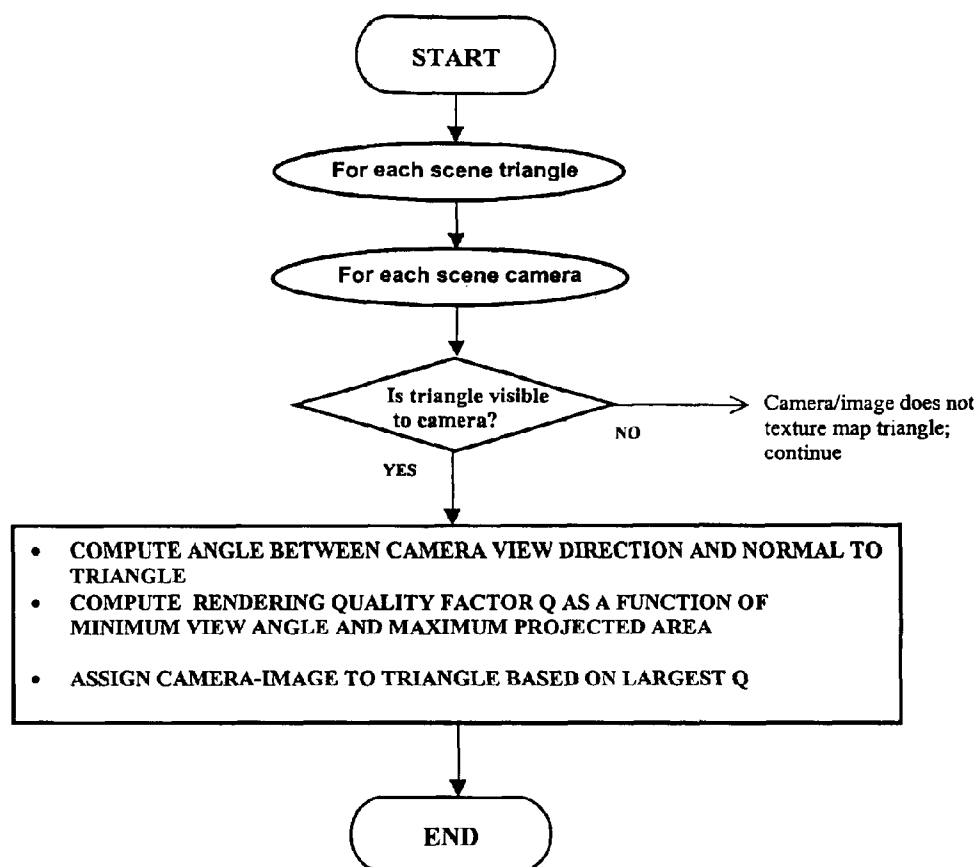 START
For each scene triangle
For each scene camera
Is triangle visible
to camera?
NO
Camera/image does not
texture map triangle;
continue
YES
• COMPUTE ANGLE BETWEEN CAMERA VIEW DIRECTION AND NORMAL TO
TRIANGLE
• COMPUTE RENDERING QUALITY FACTOR Q AS A FUNCTION OF
MINIMUM VIEW ANGLE AND MAXIMUM PROJECTED AREA
• ASSIGN CAMERA-IMAGE TO TRIANGLE BASED ON LARGEST Q
END